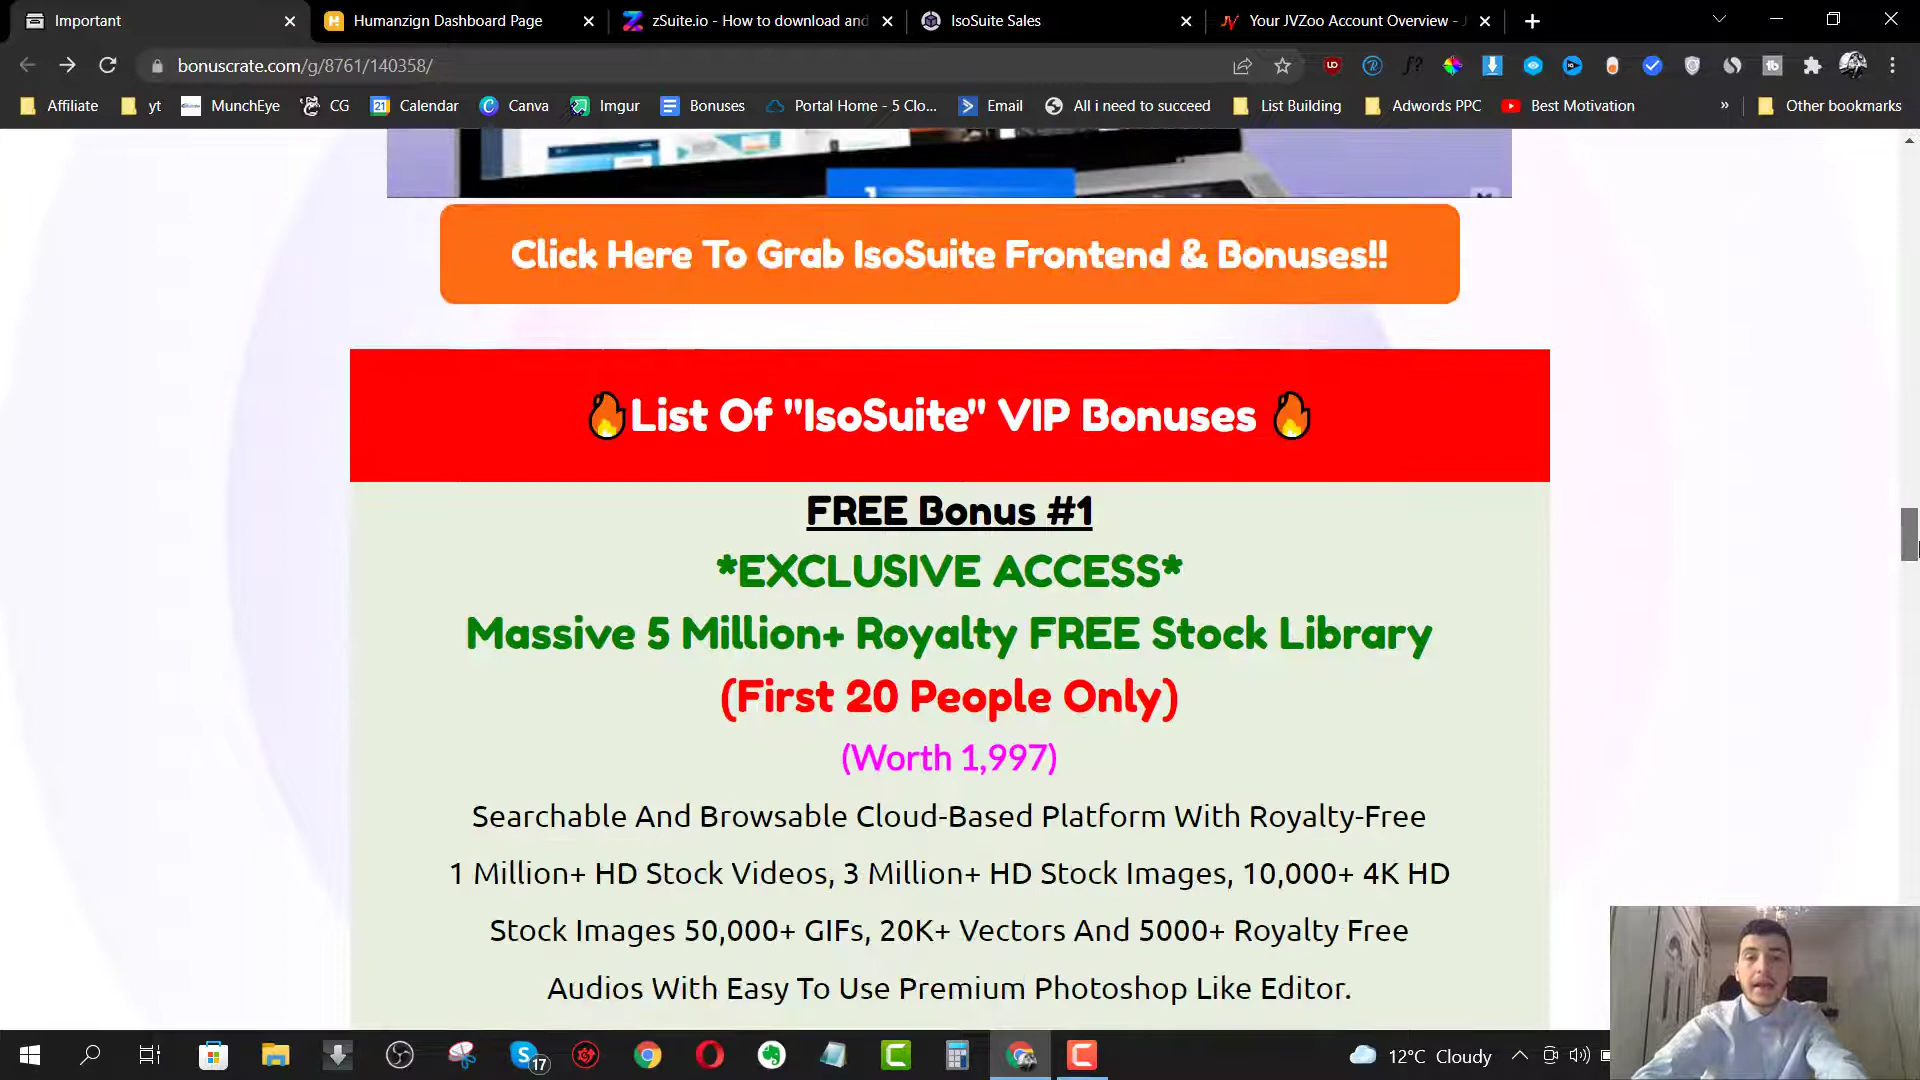 Important
Humanzign Dashboard Page
zSuite.io - How to download and
IsoSuite Sales
Your JVZoo Account Overview -
bonuscrate.com/g/8761/140358/
Affiliate
yt
MunchEye
CG
Calendar
Canva
Imgur
Bonuses
Portal Home - 5 Clo...
Email
All i need to succeed
List Building
Adwords PPC
Best Motivation
»
Other bookmarks
Click Here To Grab IsoSuite Frontend & Bonuses!!
🔥List Of "IsoSuite" VIP Bonuses 🔥
FREE Bonus #1
*EXCLUSIVE ACCESS*
Massive 5 Million+ Royalty FREE Stock Library
(First 20 People Only)
(Worth 1,997)
Searchable And Browsable Cloud-Based Platform With Royalty-Free
1 Million+ HD Stock Videos, 3 Million+ HD Stock Images, 10,000+ 4K HD
Stock Images 50,000+ GIFs, 20K+ Vectors And 5000+ Royalty Free
Audios With Easy To Use Premium Photoshop Like Editor.
17
12°C Cloudy